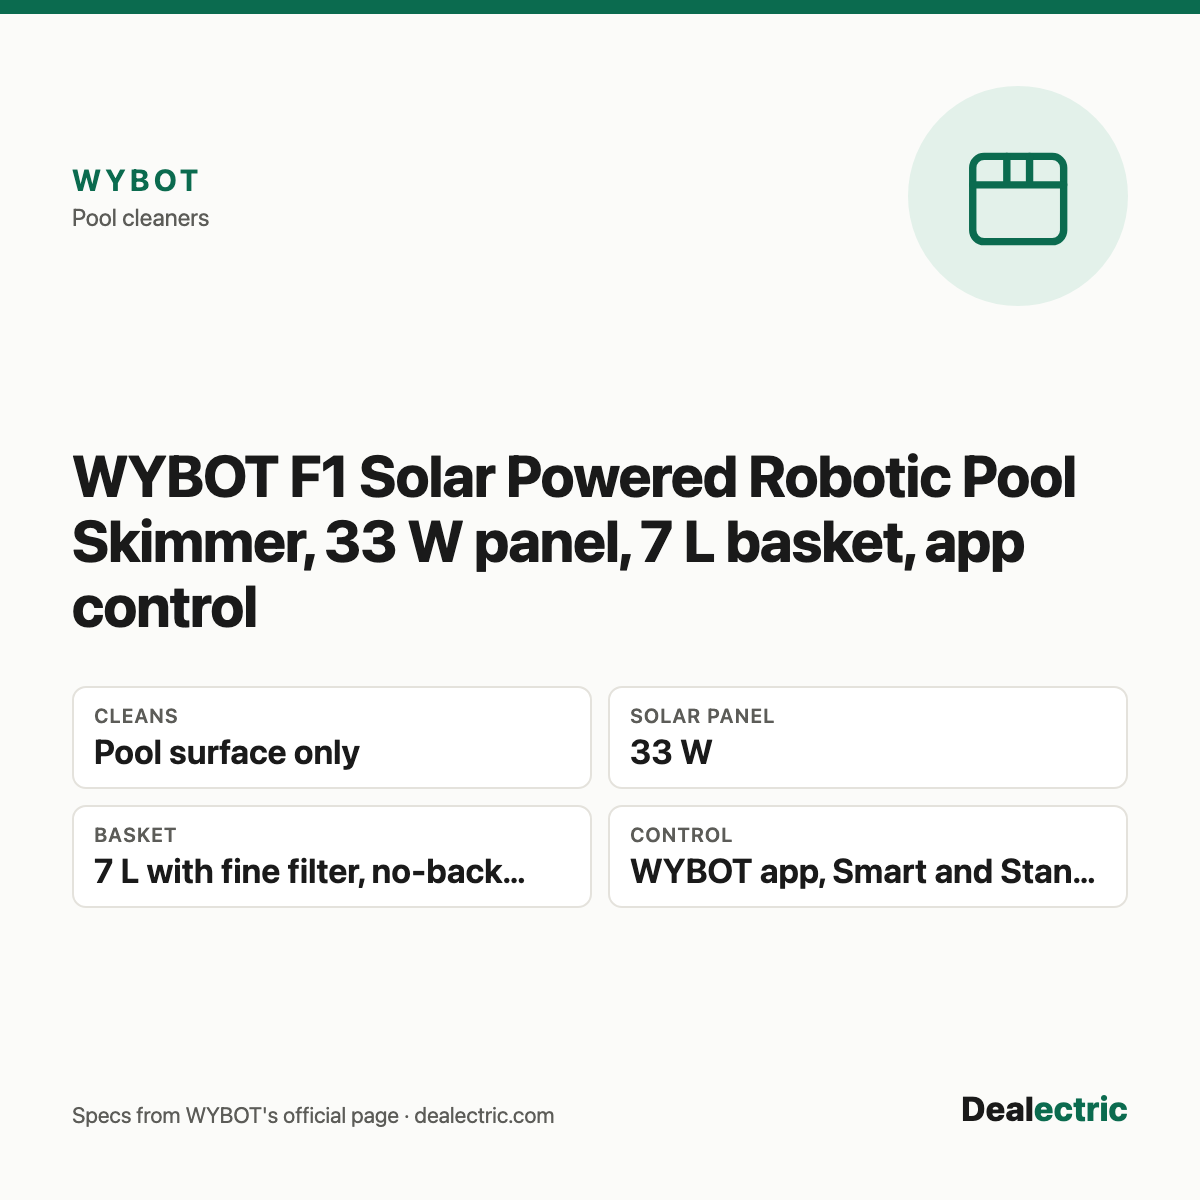 WYBOT
Pool cleaners
WYBOT F1 Solar Powered Robotic Pool
Skimmer, 33 W panel, 7 L basket, app
control
CLEANS
Pool surface only
SOLAR PANEL
33 W
BASKET
7 L with fine filter, no-back...
CONTROL
WYBOT app, Smart and Stan...
Specs from WYBOT's official page · dealectric.com
Dealectric